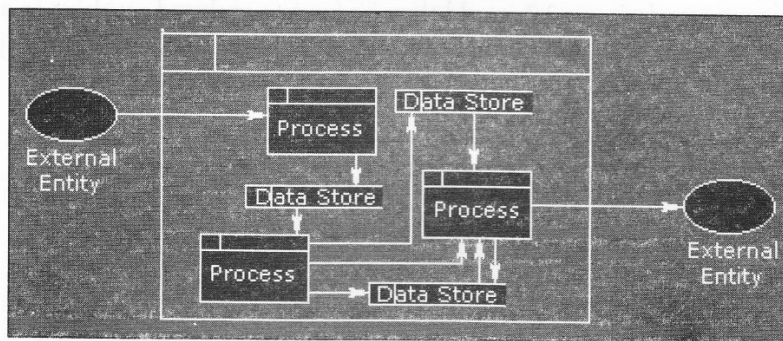 Data Store
Process
External
Entity
Data Store
Process
Process
External
Entity
Data Store